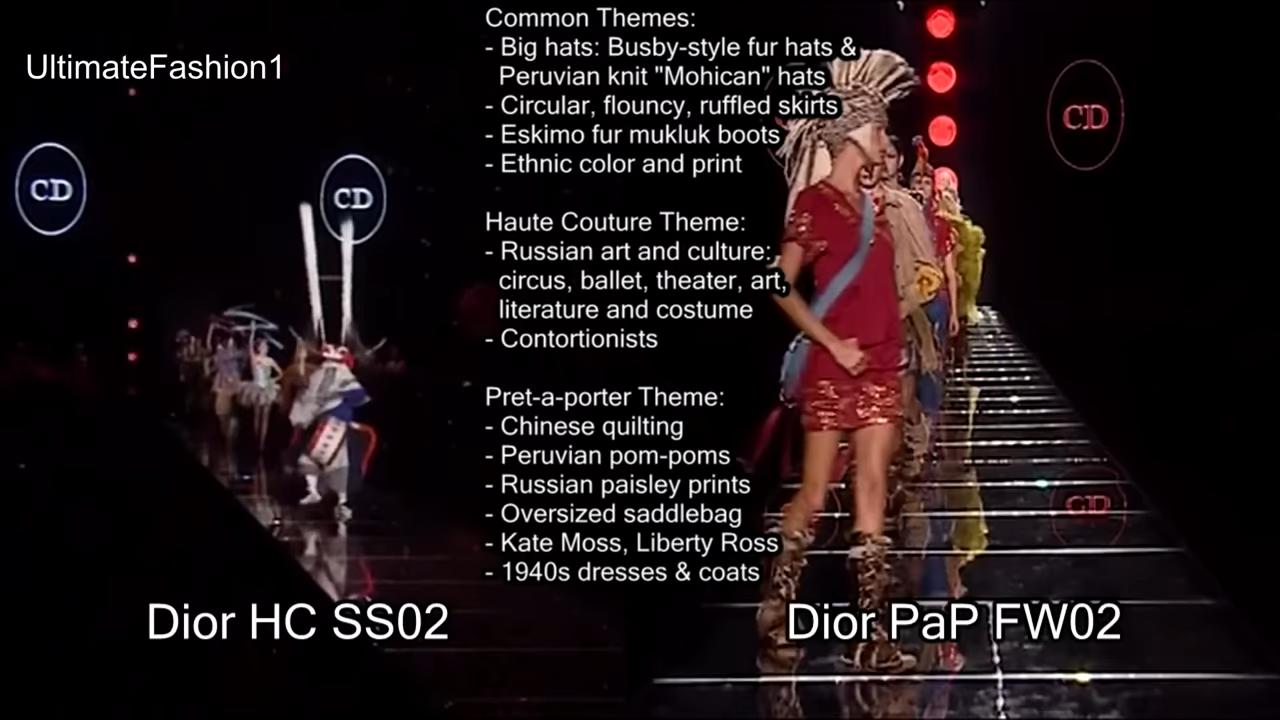 UltimateFashion1
Common Themes:
- Big hats: Busby-style fur hats &
Peruvian knit "Mohican" hats
- Circular, flouncy, ruffled skirts
- Eskimo fur mukluk boots
- Ethnic color and print
Haute Couture Theme:
- Russian art and culture:
circus, ballet, theater, art,
literature and costume
- Contortionists
Pret-a-porter Theme:
- Chinese quilting
- Peruvian pom-poms
- Russian paisley prints
- Oversized saddlebag
- Kate Moss, Liberty Ross
- 1940s dresses & coats
CD
CD
CD
CD
Dior HC SS02
Dior PaP FW02